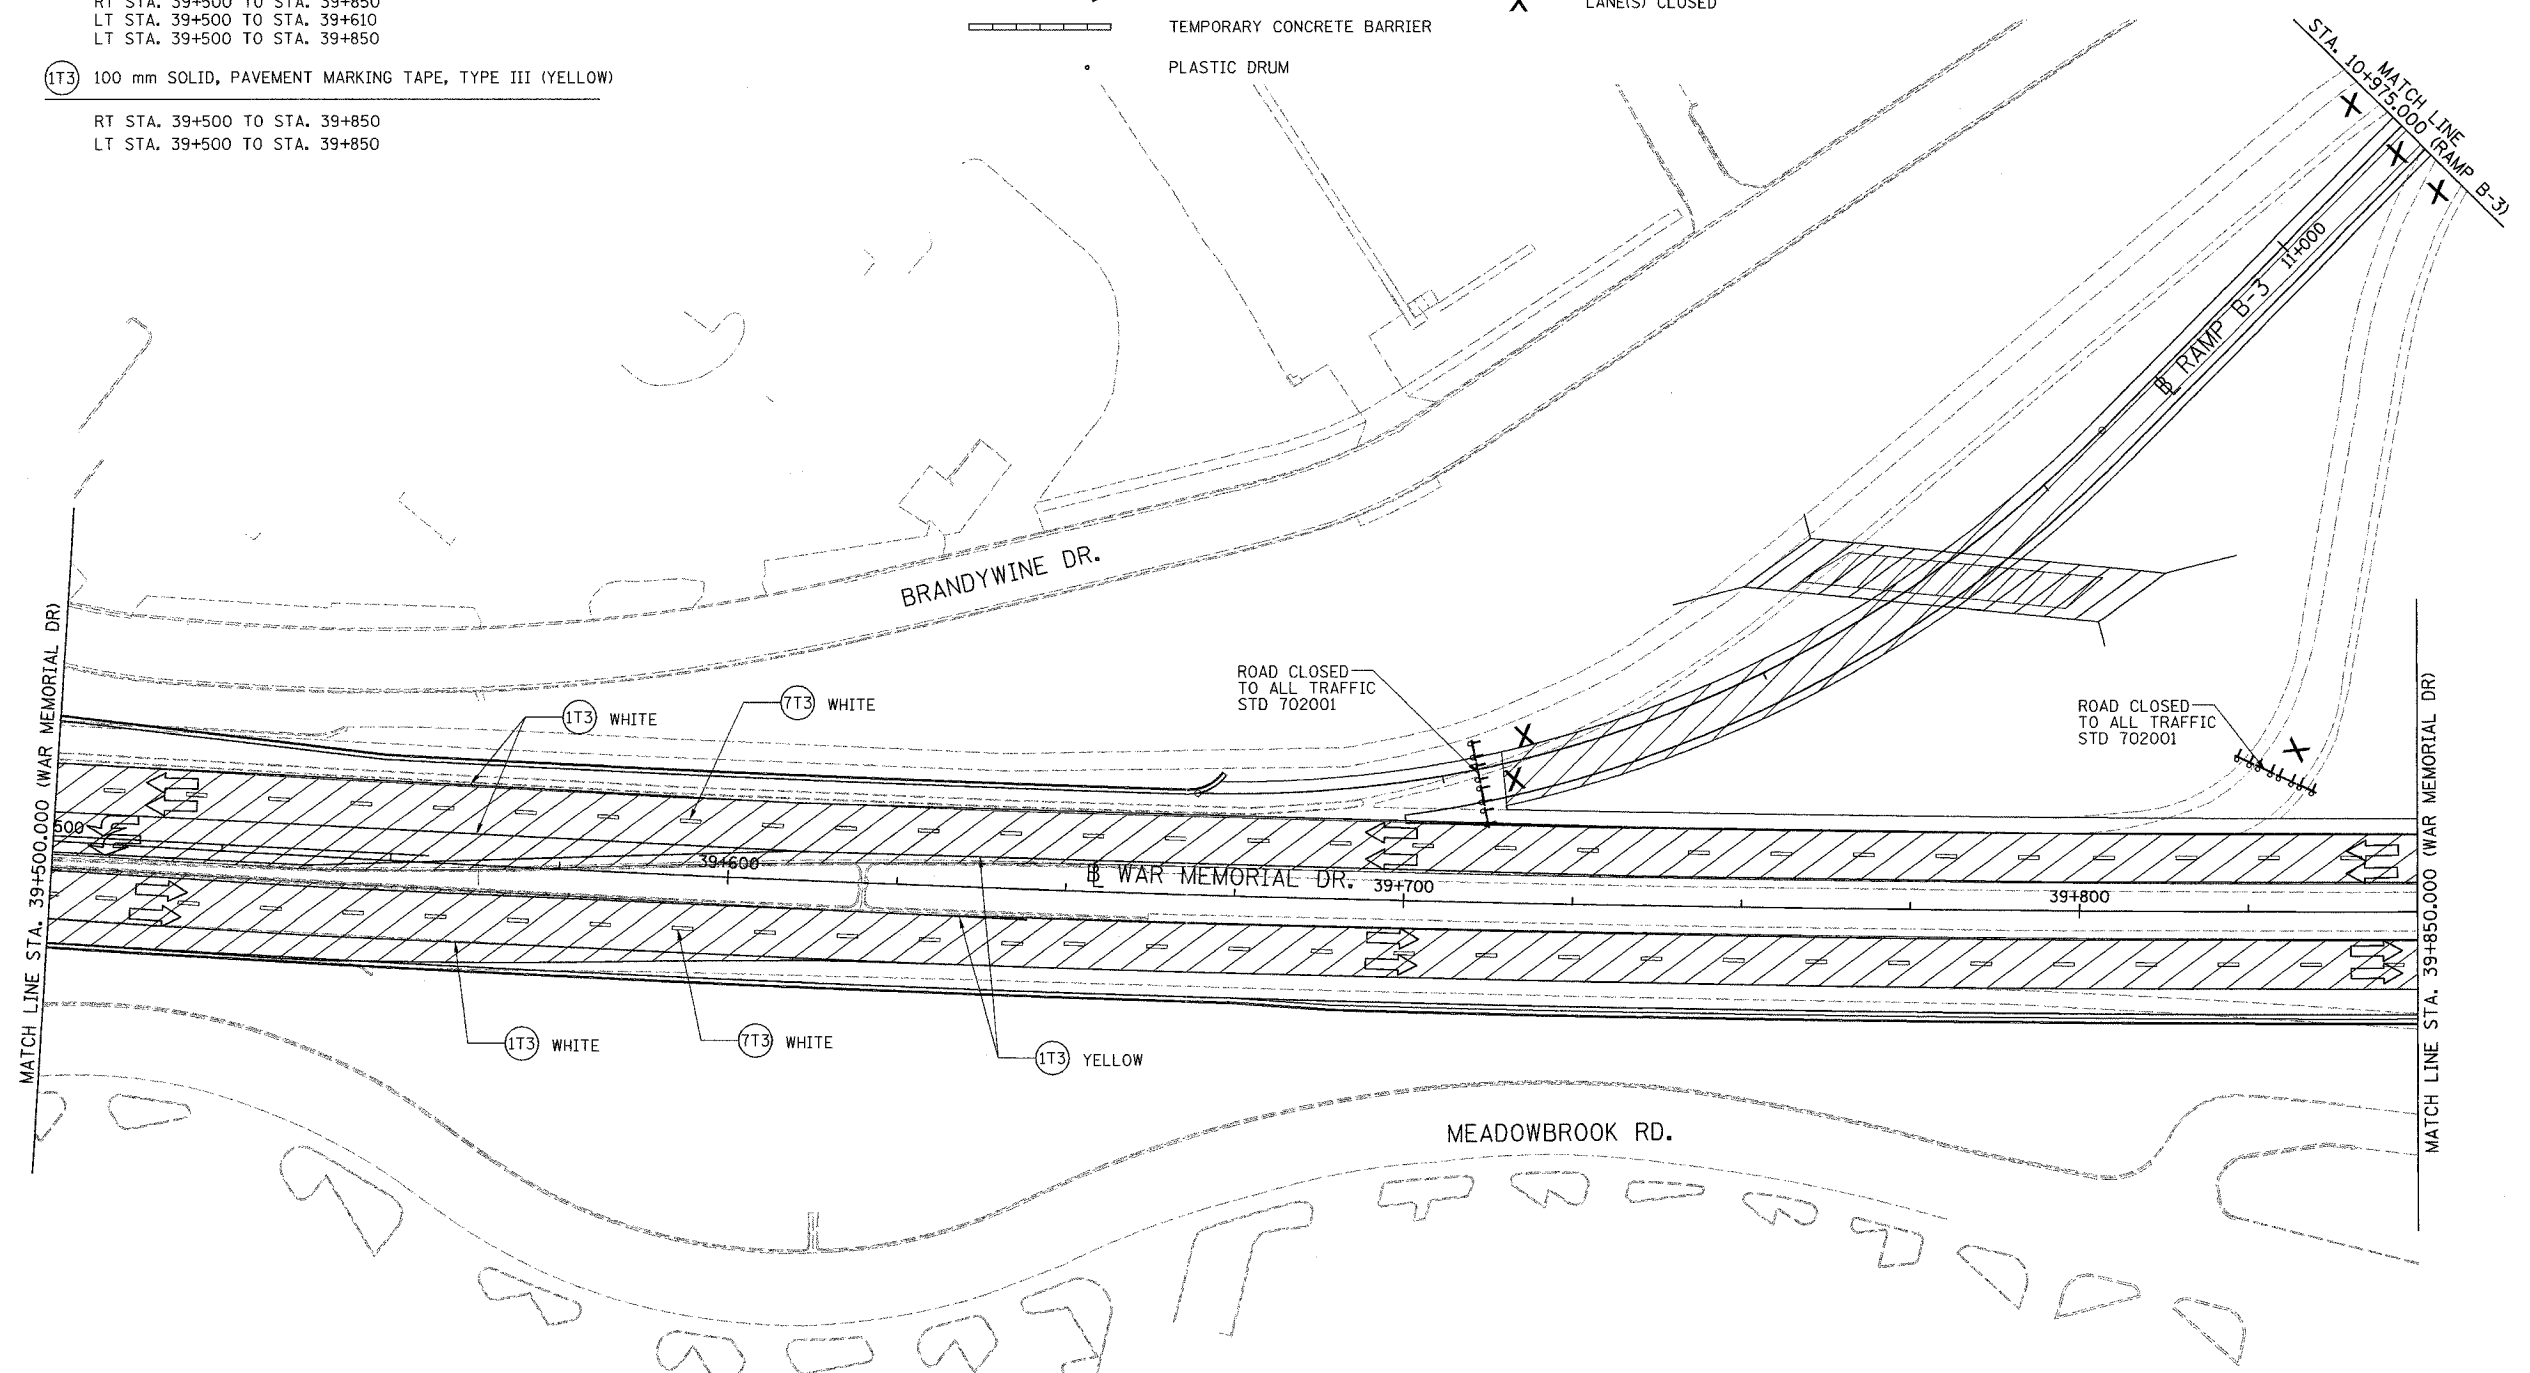 RT STA. 39+500 TO STA. 39+850
LT STA. 39+500 TO STA. 39+610
LT STA. 39+500 TO STA. 39+850
1T3 100 mm SOLID, PAVEMENT MARKING TAPE, TYPE III (YELLOW)
RT STA. 39+500 TO STA. 39+850
LT STA. 39+500 TO STA. 39+850
TEMPORARY CONCRETE BARRIER
PLASTIC DRUM
X LANE(S) CLOSED
MATCH LINE
STA. 10+975.000 (RAMP B-3)
X
X
X
11+000
BL RAMP B-3
BRANDYWINE DR.
ROAD CLOSED
TO ALL TRAFFIC
STD 702001
X
X
ROAD CLOSED
TO ALL TRAFFIC
STD 702001
X
1T3 WHITE
7T3 WHITE
500
39+600
BL WAR MEMORIAL DR.
39+700
39+800
1T3 WHITE
7T3 WHITE
1T3 YELLOW
MATCH LINE STA. 39+500.000 (WAR MEMORIAL DR)
MATCH LINE STA. 39+850.000 (WAR MEMORIAL DR)
MEADOWBROOK RD.